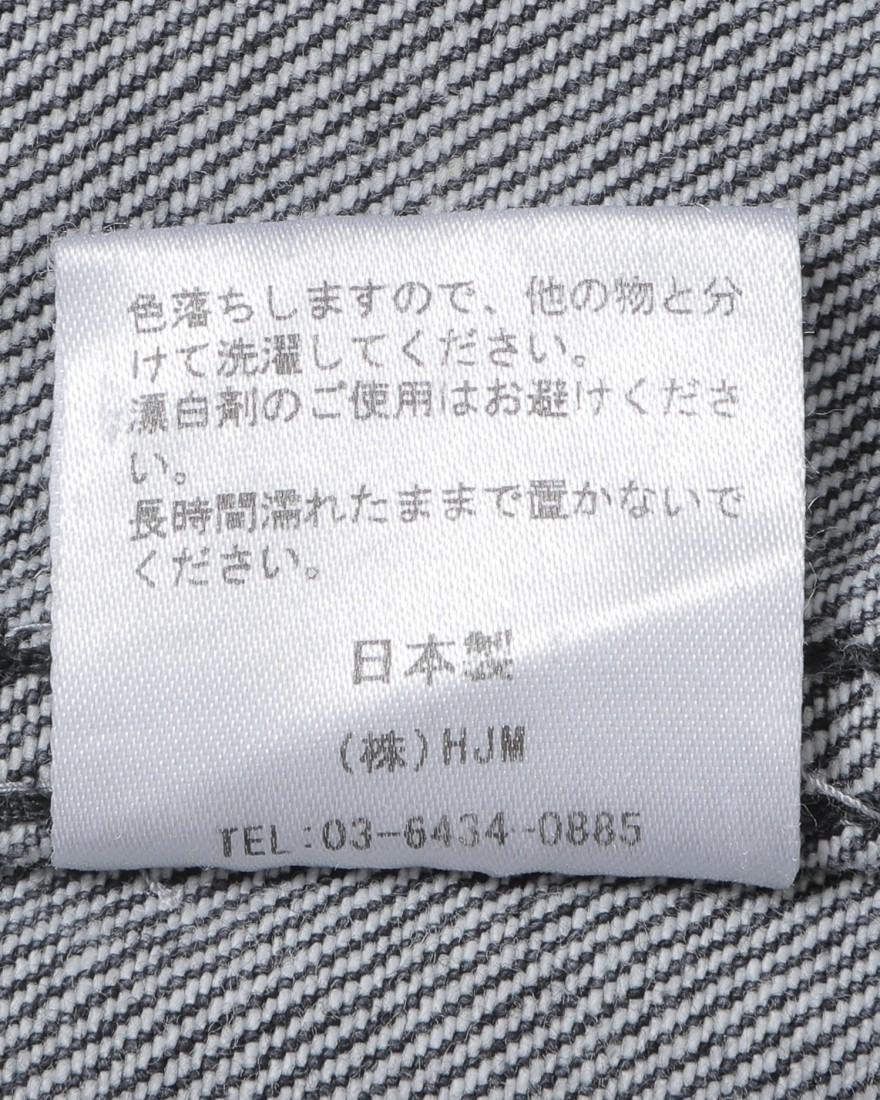 色落ちしますので、他の物と分
けて洗濯してください。
漂白剤のご使用はお避けくださ
い。
長時間濡れたままで置かないで
ください。
日本製
(株)HJM
TEL:03-6434-0885